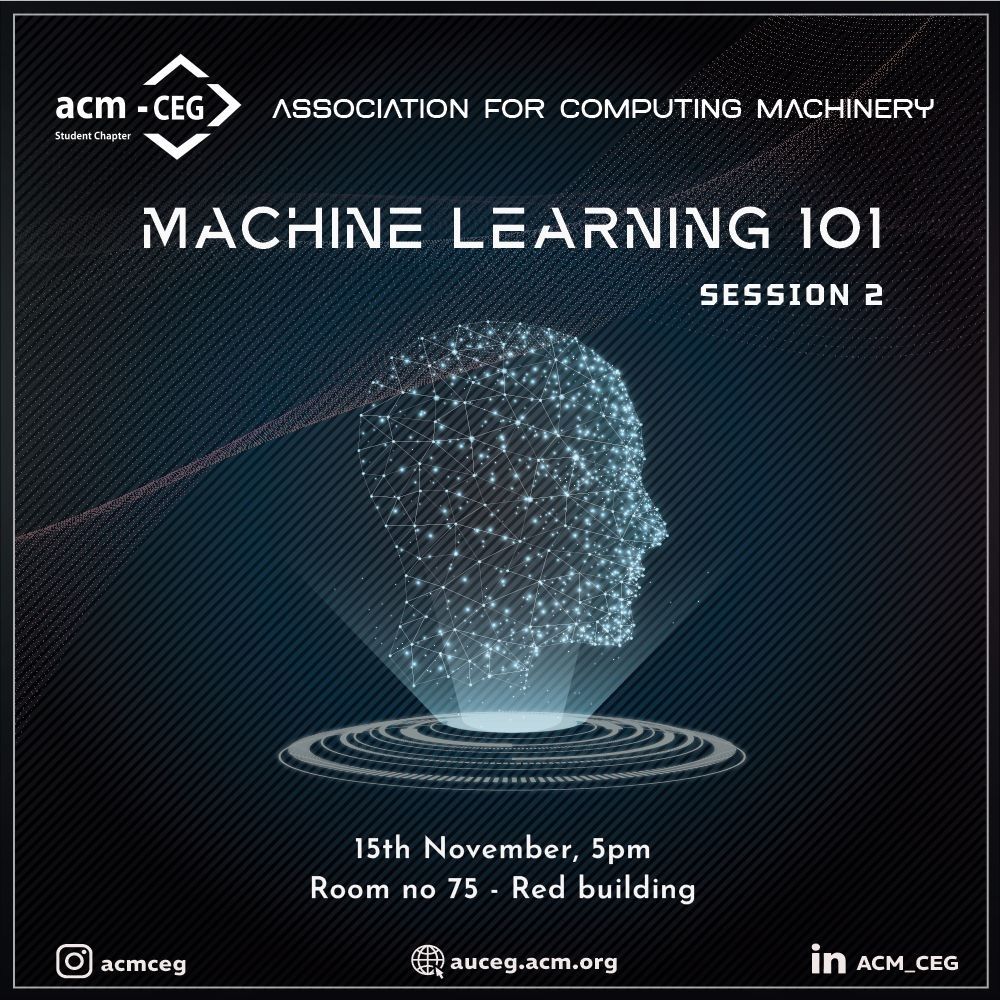 acm - CEG
Student Chapter
ASSOCIATION FOR COMPUTING MACHINERY
MACHINE LEARNING 101
SESSION 2
15th November, 5pm
Room no 75 - Red building
acmceg
auceg.acm.org
in ACM_CEG